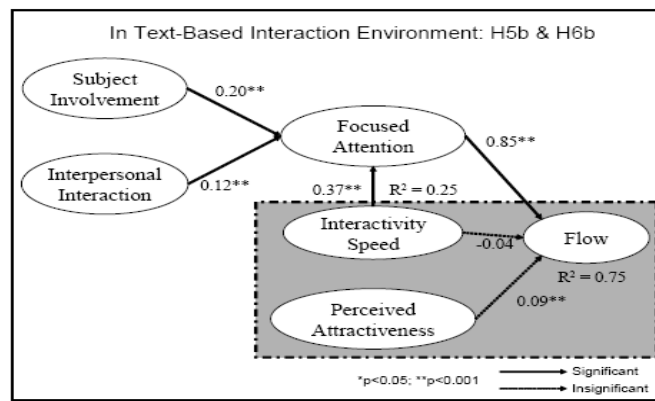 In Text-Based Interaction Environment: H5b & H6b
Subject
Involvement
0.20**
Focused
Attention
0.85**
Interpersonal
Interaction
0.12**
0.37**
R² = 0.25
Interactivity
Speed
-0.04
Flow
R² = 0.75
Perceived
Attractiveness
0.09**
*p<0.05; **p<0.001
Significant
Insignificant